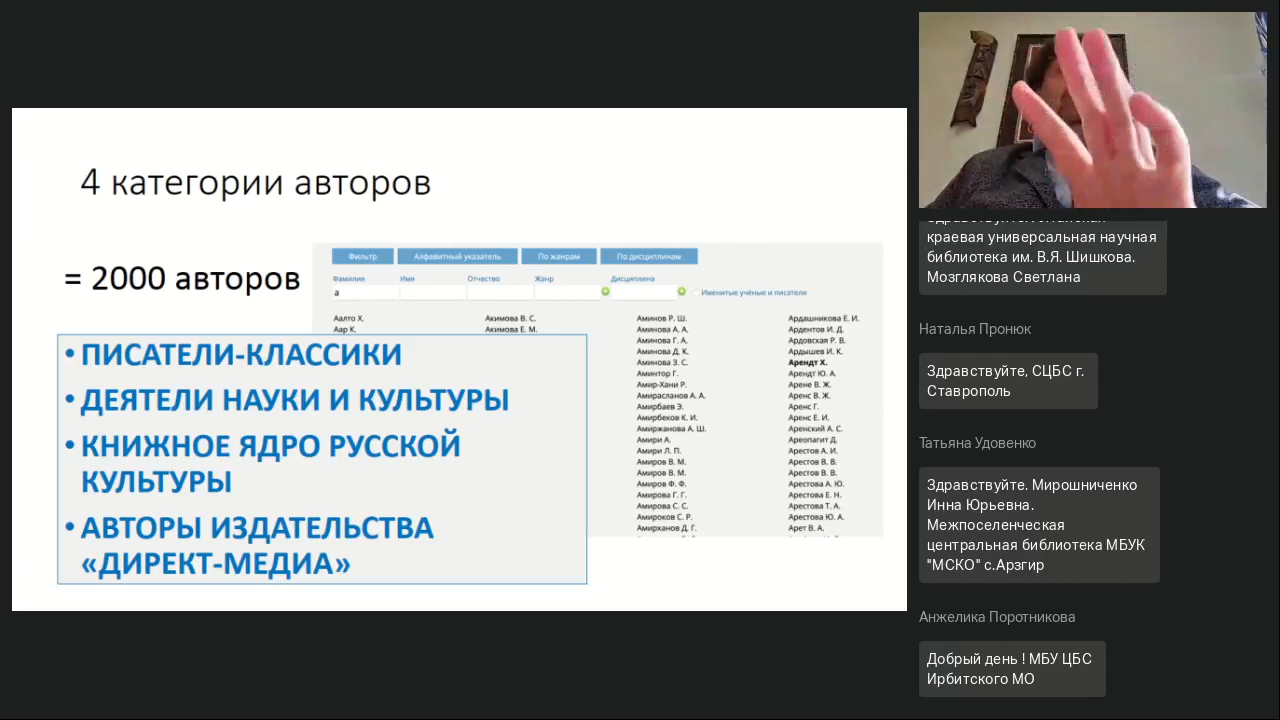 4 категории авторов
= 2000 авторов
Фильтр Алфавитный указатель По жанрам По дисциплинам
Фамилия Имя Отчество Жанр Дисциплина
а Именитые учёные и писатели
Аалто Х.
Аар К.
Акимова В. С.
Акимова Е. М.
Аминов Р. Ш.
Аминова А. А.
Аминова Г. А.
Аминова Д. К.
Аминова З. С.
Аминтор Г.
Амир-Хани Р.
Амирасланов А. А.
Амирбаев Э.
Амирбеков К. И.
Амиржанова А. Ш.
Амири А.
Амири Л. П.
Амиров В. М.
Амиров В. М.
Амиров Ф. Ф.
Амирова Г. Г.
Амирова С. С.
Амироков С. Р.
Амирханов Д. Г.
Ардашникова Е. И.
Ардентов И. Д.
Ардовская Р. В.
Ардышев И. К.
Арендт Х.
Арендт Ю. А.
Арене В. Ж.
Аренс В. Ж.
Аренс Г.
Аренс Е. И.
Аренский А. С.
Ареопагит Д.
Арестов А. И.
Арестов В. В.
Арестов В. В.
Арестова А. Ю.
Арестова Е. Н.
Арестова Т. А.
Арестова Ю. А.
Арет В. А.
• ПИСАТЕЛИ-КЛАССИКИ
• ДЕЯТЕЛИ НАУКИ И КУЛЬТУРЫ
• КНИЖНОЕ ЯДРО РУССКОЙ
КУЛЬТУРЫ
• АВТОРЫ ИЗДАТЕЛЬСТВА
«ДИРЕКТ-МЕДИА»
краевая универсальная научная
библиотека им. В.Я. Шишкова.
Мозглякова Светлана
Наталья Пронюк
Здравствуйте, СЦБС г.
Ставрополь
Татьяна Удовенко
Здравствуйте. Мирошниченко
Инна Юрьевна.
Межпоселенческая
центральная библиотека МБУК
"МСКО" с.Арзгир
Анжелика Поротникова
Добрый день ! МБУ ЦБС
Ирбитского МО